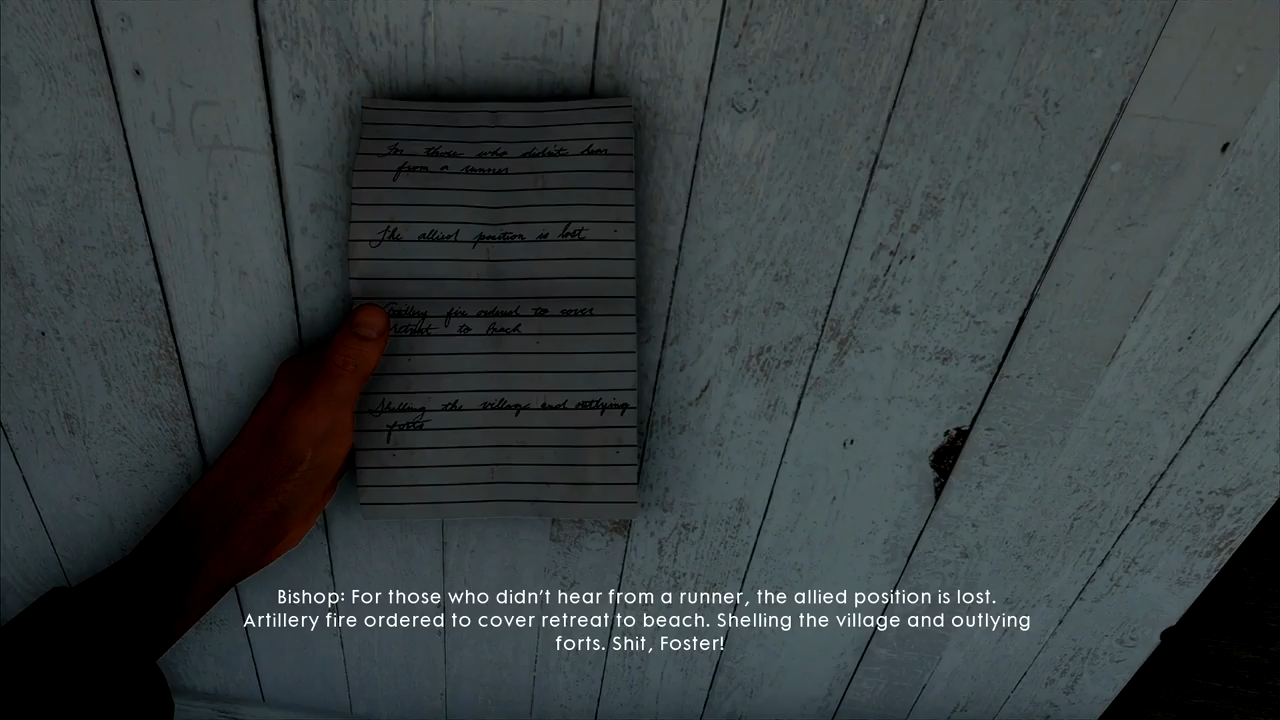 For those who didn't hear
from a runner
The allied position is lost
Artillery fire ordered to cover
retreat to beach
Shelling the village and outlying
forts
Bishop: For those who didn't hear from a runner, the allied position is lost.
Artillery fire ordered to cover retreat to beach. Shelling the village and outlying
forts. Shit, Foster!